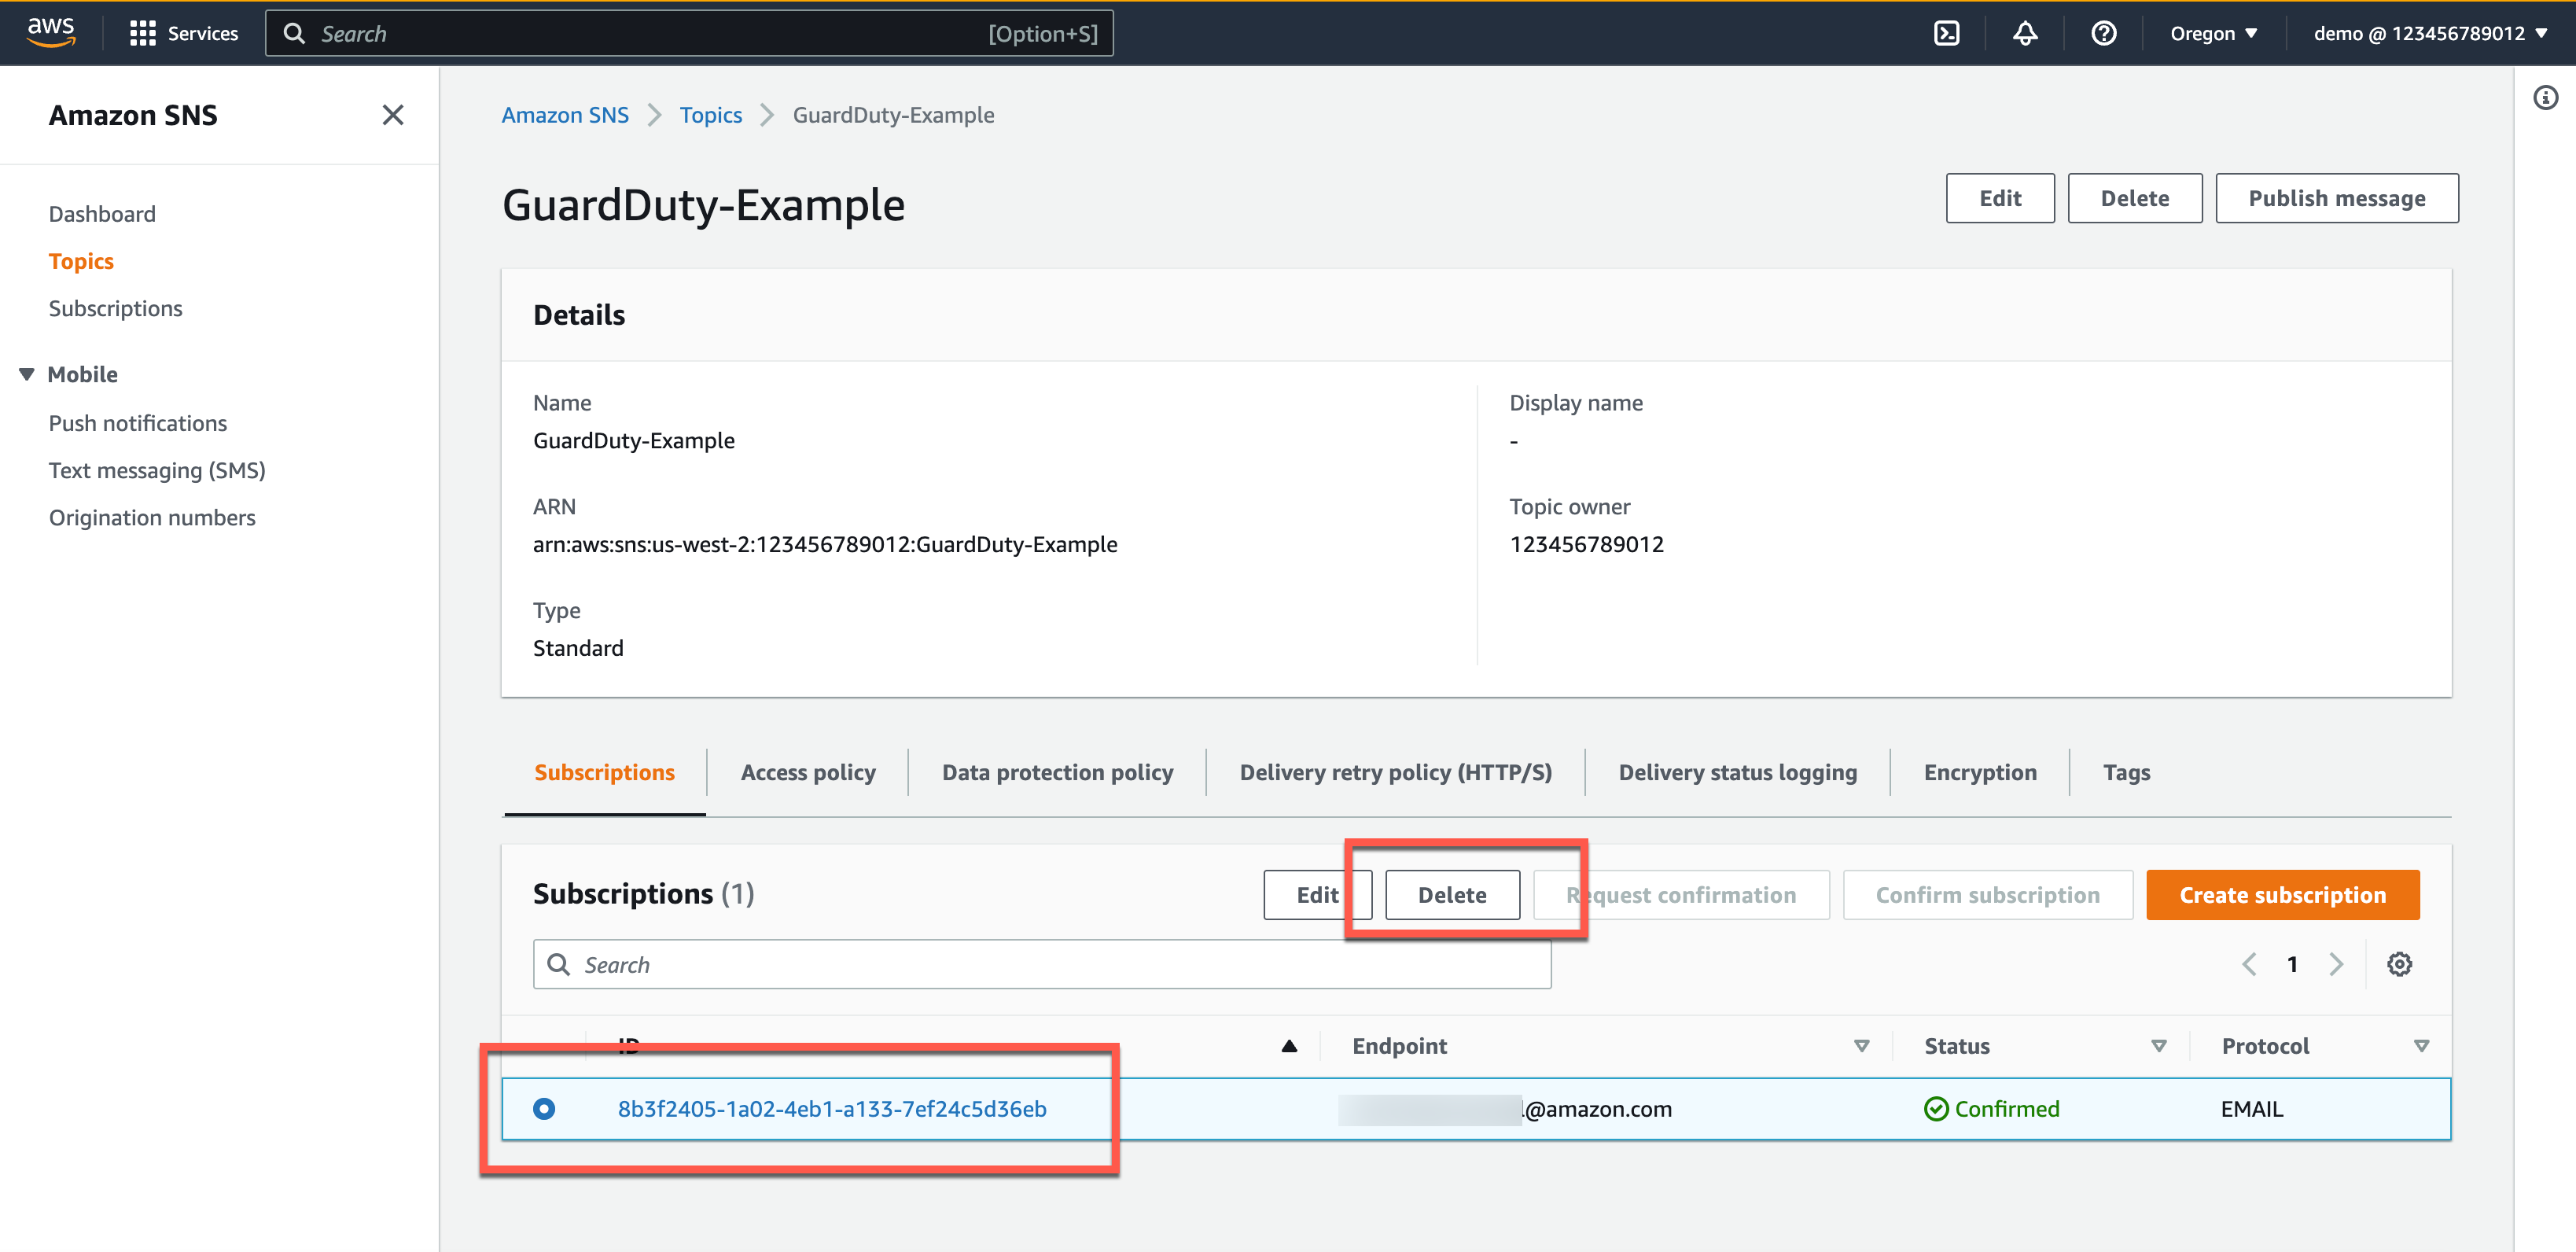 aws Services Search [Option+S] Oregon demo @ 123456789012
Amazon SNS
Dashboard
Topics
Subscriptions
Mobile
Push notifications
Text messaging (SMS)
Origination numbers
Amazon SNS Topics GuardDuty-Example
GuardDuty-Example
Edit Delete Publish message
Details
Name
GuardDuty-Example
ARN
arn:aws:sns:us-west-2:123456789012:GuardDuty-Example
Type
Standard
Display name
-
Topic owner
123456789012
Subscriptions Access policy Data protection policy Delivery retry policy (HTTP/S) Delivery status logging Encryption Tags
Subscriptions (1) Edit Delete Request confirmation Confirm subscription Create subscription
Search 1
ID Endpoint Status Protocol
8b3f2405-1a02-4eb1-a133-7ef24c5d36eb @amazon.com Confirmed EMAIL